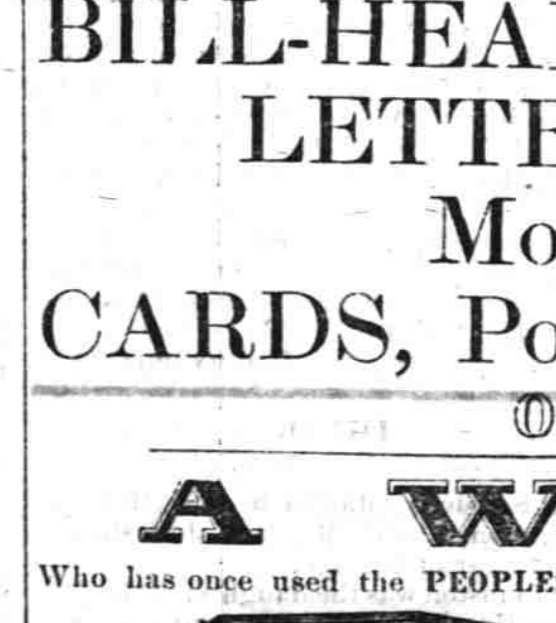 BILL-HEA
LETTE
Mo
CARDS, Po
O
A W
Who has once used the PEOPLE